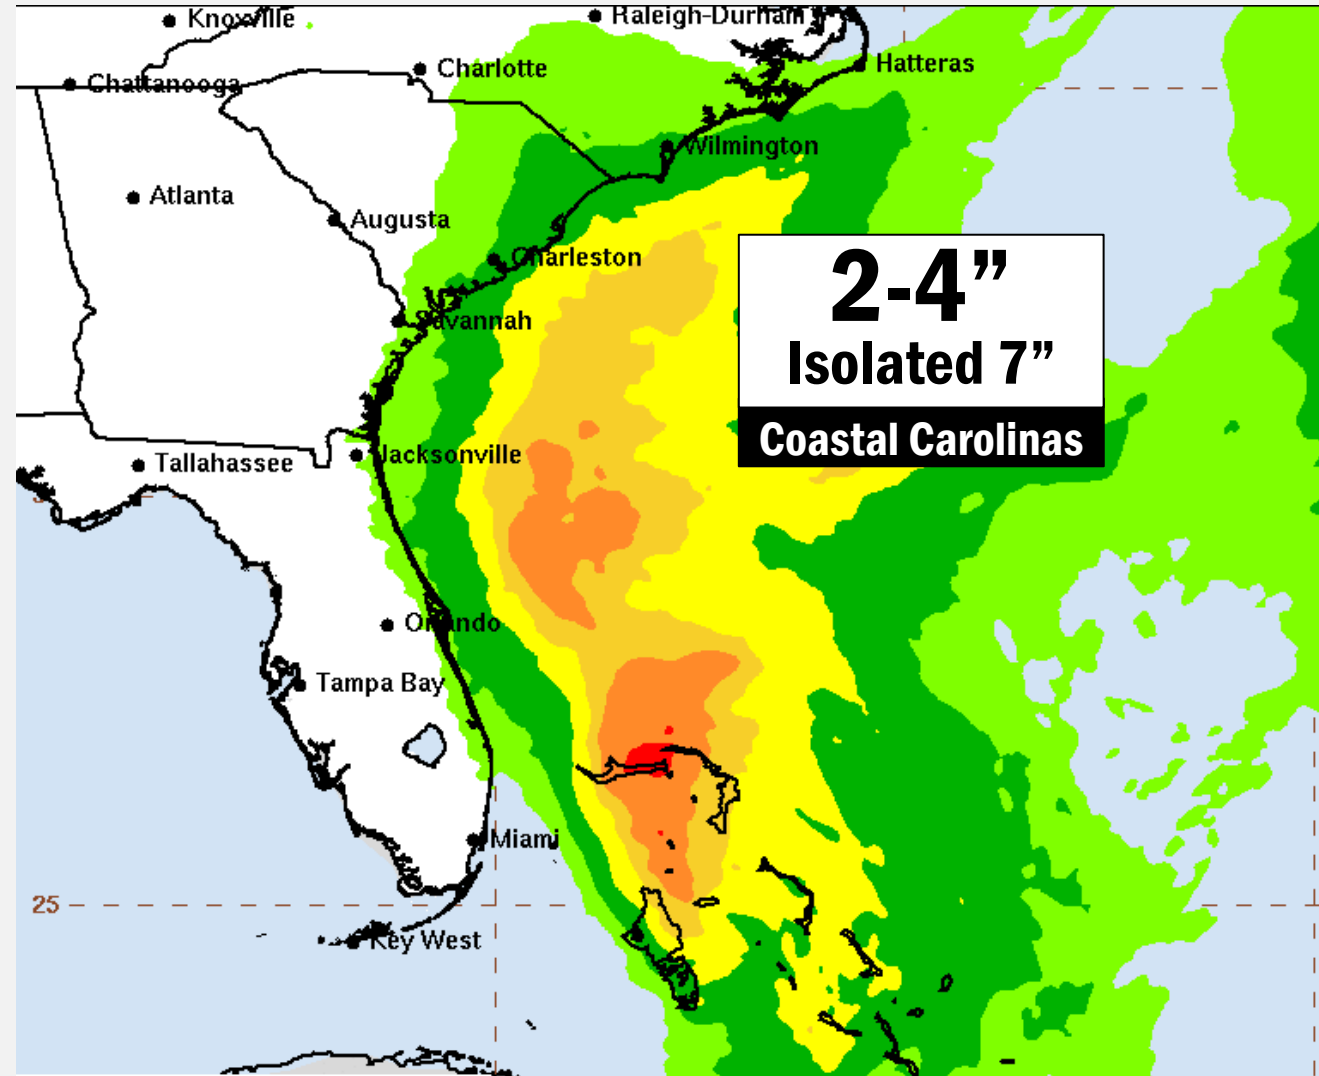 Knoxville
Raleigh-Durham
Chattanooga
Charlotte
Hatteras
Wilmington
Atlanta
Augusta
Charleston
2-4”
Isolated 7”
Coastal Carolinas
Savannah
Tallahassee
Jacksonville
Orlando
Tampa Bay
Miami
25
Key West